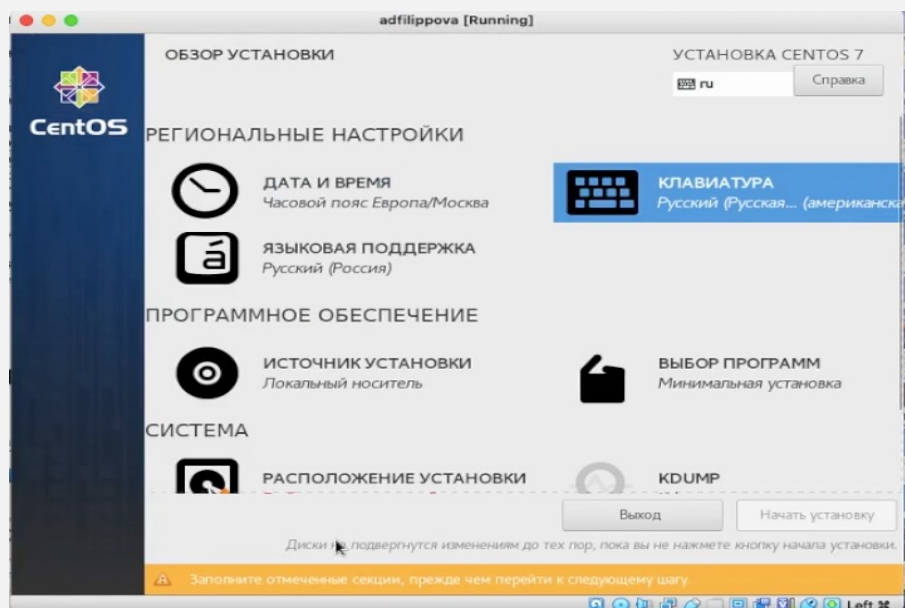 adfilippova [Running]
ОБЗОР УСТАНОВКИ
УСТАНОВКА CENTOS 7
ru
Справка
CentOS
РЕГИОНАЛЬНЫЕ НАСТРОЙКИ
ДАТА И ВРЕМЯ
Часовой пояс Европа/Москва
КЛАВИАТУРА
Русский (Русская... (американска
ЯЗЫКОВАЯ ПОДДЕРЖКА
Русский (Россия)
ПРОГРАММНОЕ ОБЕСПЕЧЕНИЕ
ИСТОЧНИК УСТАНОВКИ
Локальный носитель
ВЫБОР ПРОГРАММ
Минимальная установка
СИСТЕМА
РАСПОЛОЖЕНИЕ УСТАНОВКИ
KDUMP
Выход
Начать установку
Диски не подвергнутся изменениям до тех пор, пока вы не нажмете кнопку начала установки.
Заполните отмеченные секции, прежде чем перейти к следующему шагу.
Left ⌘